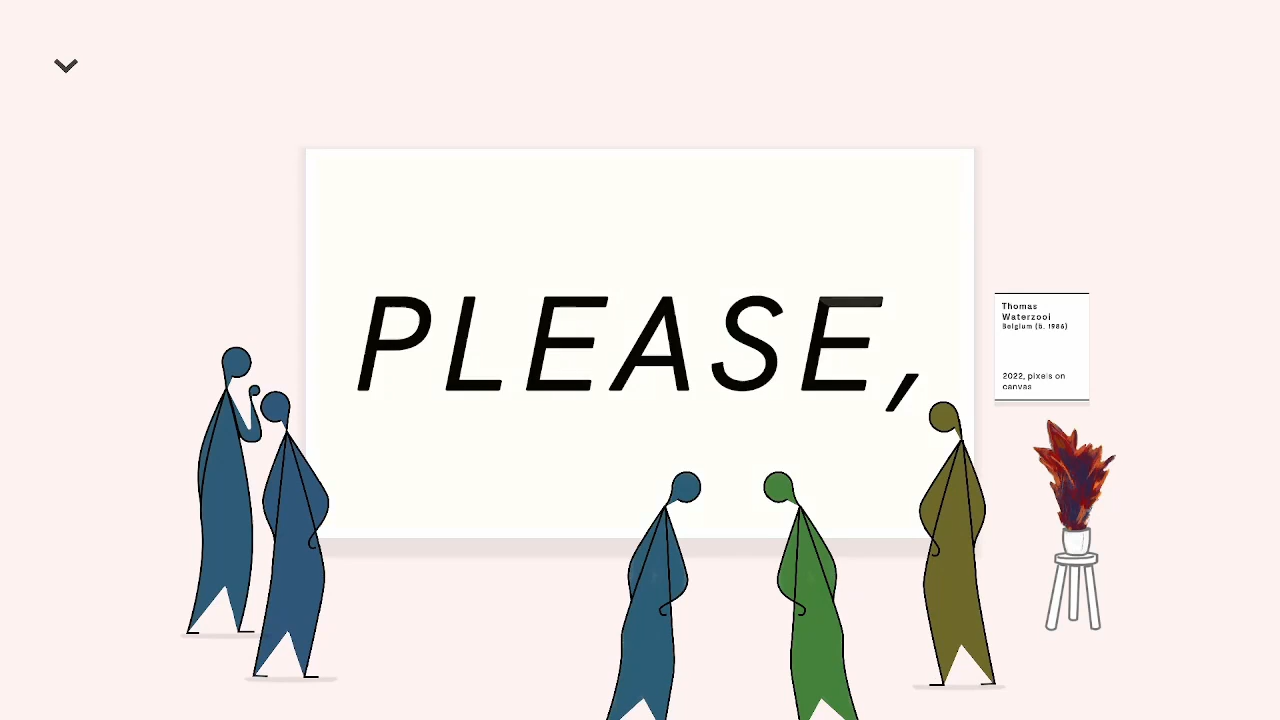 PLEASE,
Thomas
Waterzooi
Belgium (b. 1986)
2022, pixels on
canvas